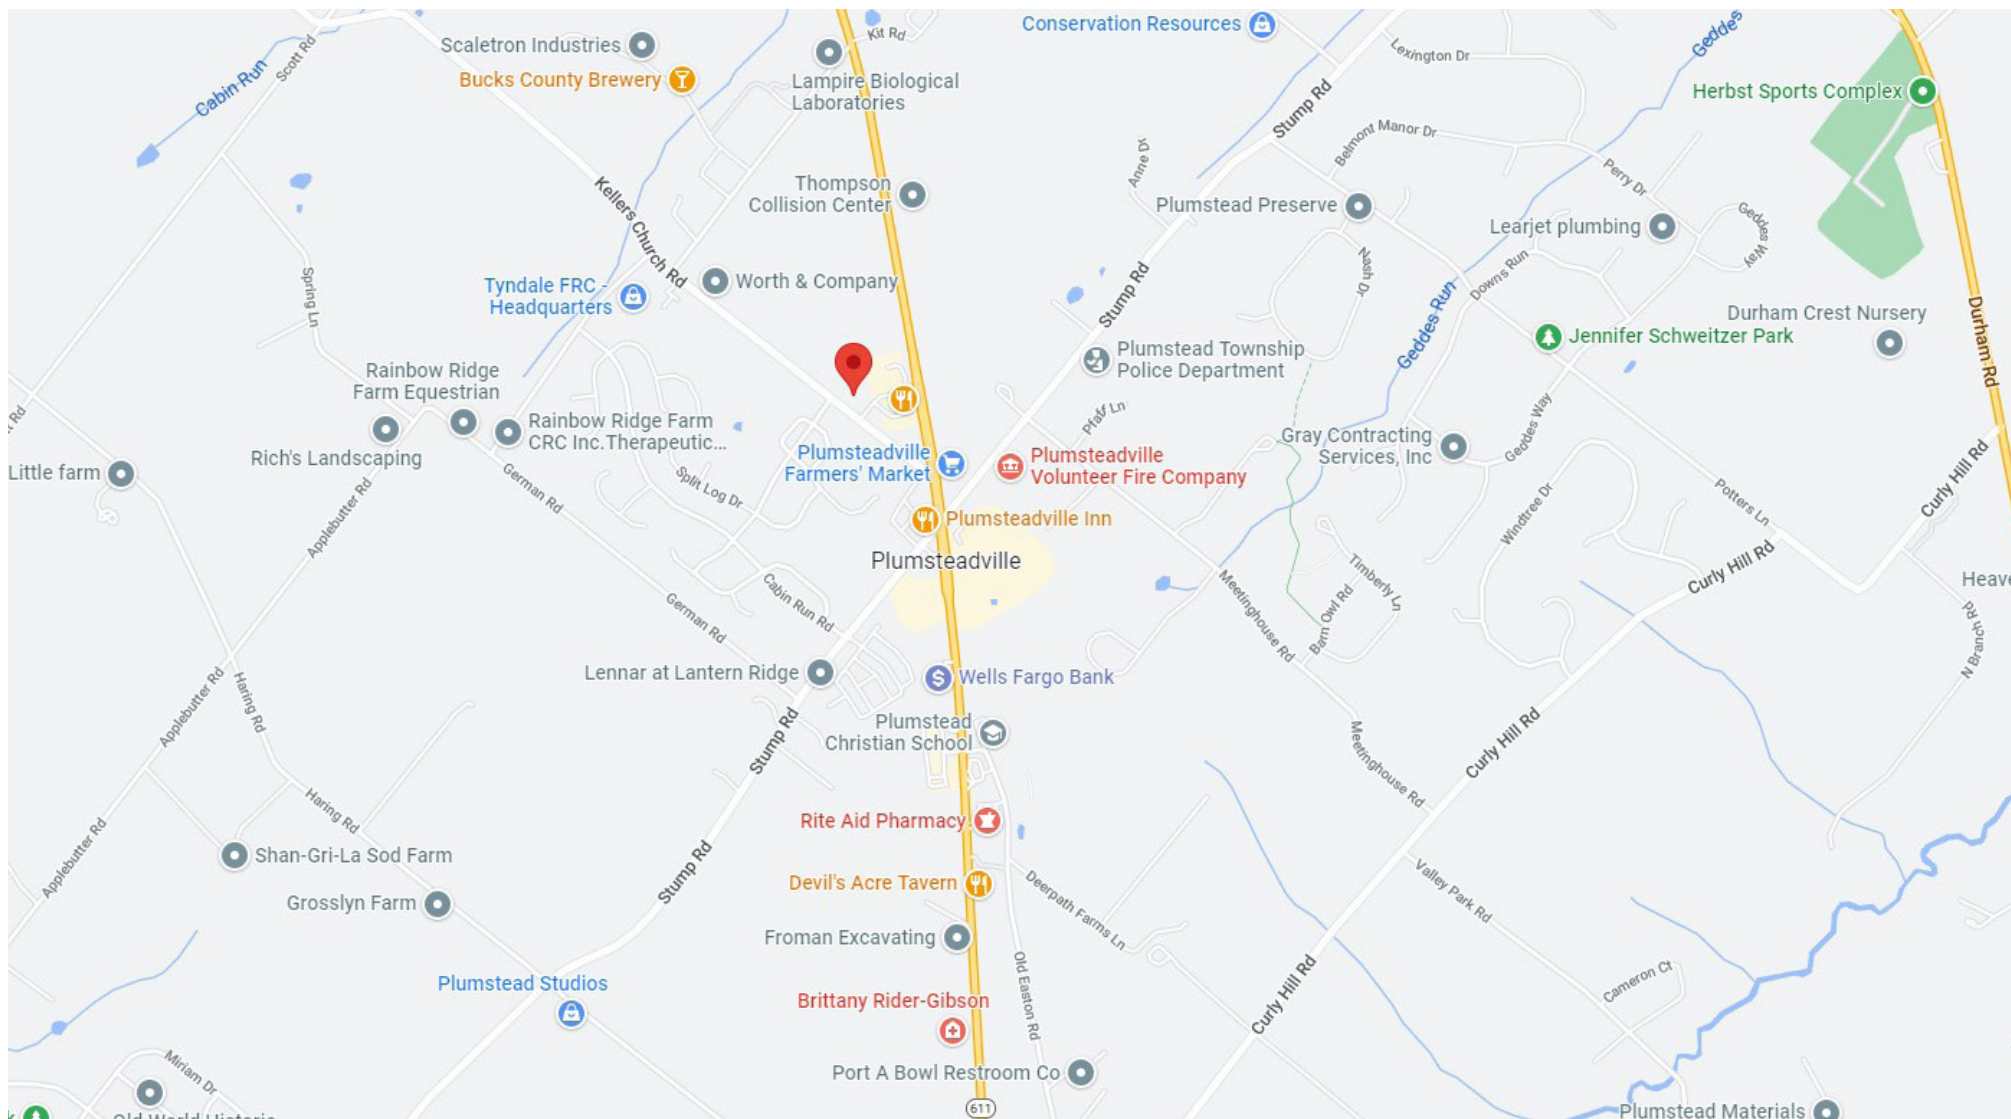 Conservation Resources
Geddes
Kit Rd
Scott Rd
Scaletron Industries
Lexington Dr
Bucks County Brewery
Cabin Run
Lampire Biological
Laboratories
Herbst Sports Complex
Stump Rd
Belmont Manor Dr
Anne Dr
Perry Dr
Thompson
Collision Center
Plumstead Preserve
Learjet plumbing
Geddes Way
Kellers Church Rd
Nash Dr
Downs Run
Spring Ln
Tyndale FRC -
Headquarters
Worth & Company
Stump Rd
Geddes Run
Durham Crest Nursery
Durham Rd
Jennifer Schweitzer Park
Plumstead Township
Police Department
Rainbow Ridge
Farm Equestrian
Rd
Rainbow Ridge Farm
CRC Inc.Therapeutic...
Pfaff Ln
Geddes Way
Gray Contracting
Services, Inc
Rich's Landscaping
Little farm
Plumsteadville
Farmers' Market
Plumsteadville
Volunteer Fire Company
German Rd
Split Log Dr
Applebutter Rd
Windtree Dr
Potters Ln
Curly Hill Rd
Plumsteadville Inn
Plumsteadville
Curly Hill Rd
Heave
Timberly Ln
Barn Owl Rd
Meetinghouse Rd
N Branch Rd
Cabin Run Rd
German Rd
Lennar at Lantern Ridge
Wells Fargo Bank
Applebutter Rd
Haring Rd
Plumstead
Christian School
Stump Rd
Meetinghouse Rd
Curly Hill Rd
Haring Rd
Rite Aid Pharmacy
Applebutter Rd
Shan-Gri-La Sod Farm
Stump Rd
Devil's Acre Tavern
Deerpath Farms Ln
Valley Park Rd
Grosslyn Farm
Froman Excavating
Old Easton Rd
Plumstead Studios
Brittany Rider-Gibson
Curly Hill Rd
Cameron Ct
Miriam Dr
Port A Bowl Restroom Co
611
Old World Historic
Plumstead Materials